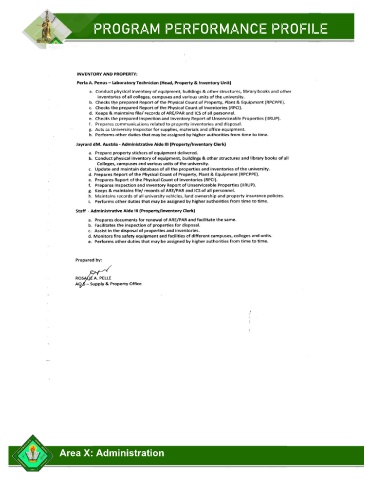 PROGRAM PERFORMANCE PROFILE
INVENTORY AND PROPERTY:
Perla A. Penus – Laboratory Technician (Head, Property & Inventory Unit)
a. Conduct physical inventory of equipment, buildings & other structures, library books and other
inventories of all colleges, campuses and various units of the university.
b. Checks the prepared Report of the Physical Count of Property, Plant & Equipment (RPCPPE).
c. Checks the prepared Report of the Physical Count of Inventories (RPCI).
d. Keeps & maintains file/ records of ARE/PAR and ICS of all personnel.
e. Checks the prepared Inspection and Inventory Report of Unserviceable Properties (IIRUP).
f. Prepares communications related to property inventories and disposal.
g. Acts as University Inspector for supplies, materials and office equipment.
h. Performs other duties that may be assigned by higher authorities from time to time.
Jayrand dM. Austria - Administrative Aide III (Property/Inventory Clerk)
a. Prepare property stickers of equipment delivered.
b. Conduct physical inventory of equipment, buildings & other structures and library books of all
Colleges, campuses and various units of the university.
c. Update and maintain database of all the properties and inventories of the university.
d. Prepares Report of the Physical Count of Property, Plant & Equipment (RPCPPE).
e. Prepares Report of the Physical Count of Inventories (RPCI).
f. Prepares Inspection and Inventory Report of Unserviceable Properties (IIRUP).
g. Keeps & maintains file/ records of ARE/PAR and ICS of all personnel.
h. Maintains records of all university vehicles, land ownership and property insurance policies.
i. Performs other duties that may be assigned by higher authorities from time to time.
Staff - Administrative Aide III (Property/Inventory Clerk)
a. Prepares documents for renewal of ARE/PAR and facilitate the same.
b. Facilitates the inspection of properties for disposal.
c. Assist in the disposal of properties and inventories.
d. Monitors fire safety equipment and facilities of different campuses, colleges and units.
e. Performs other duties that may be assigned by higher authorities from time to time.
Prepared by:
A. PELLE
– Supply & Property Office
Area X: Administration